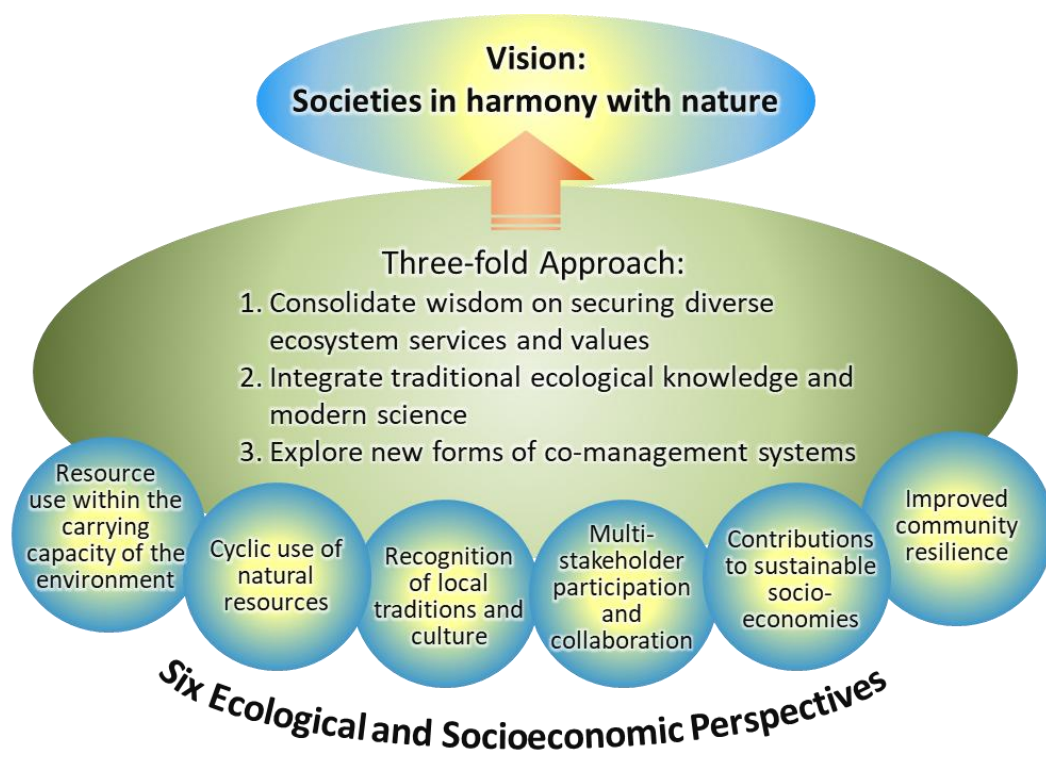 Vision:
Societies in harmony with nature
Three-fold Approach:
1. Consolidate wisdom on securing diverse
ecosystem services and values
2. Integrate traditional ecological knowledge and
modern science
3. Explore new forms of co-management systems
Resource
use within the
carrying
capacity of the
environment
Cyclic use of
natural
resources
Recognition
of local
traditions and
culture
Multi-
stakeholder
participation
and
collaboration
Contributions
to sustainable
socio-
economies
Improved
community
resilience
Six Ecological and Socioeconomic Perspectives